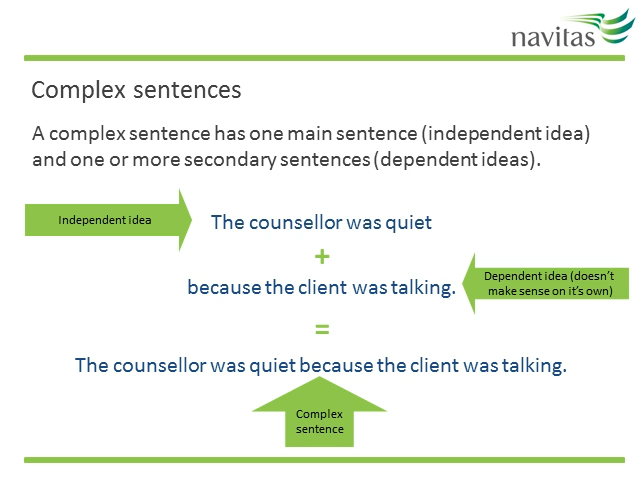 navitas
Complex sentences
A complex sentence has one main sentence (independent idea)
and one or more secondary sentences (dependent ideas).
Independent idea
The counsellor was quiet
+
because the client was talking.
Dependent idea (doesn't
make sense on it's own)
=
The counsellor was quiet because the client was talking.
Complex
sentence